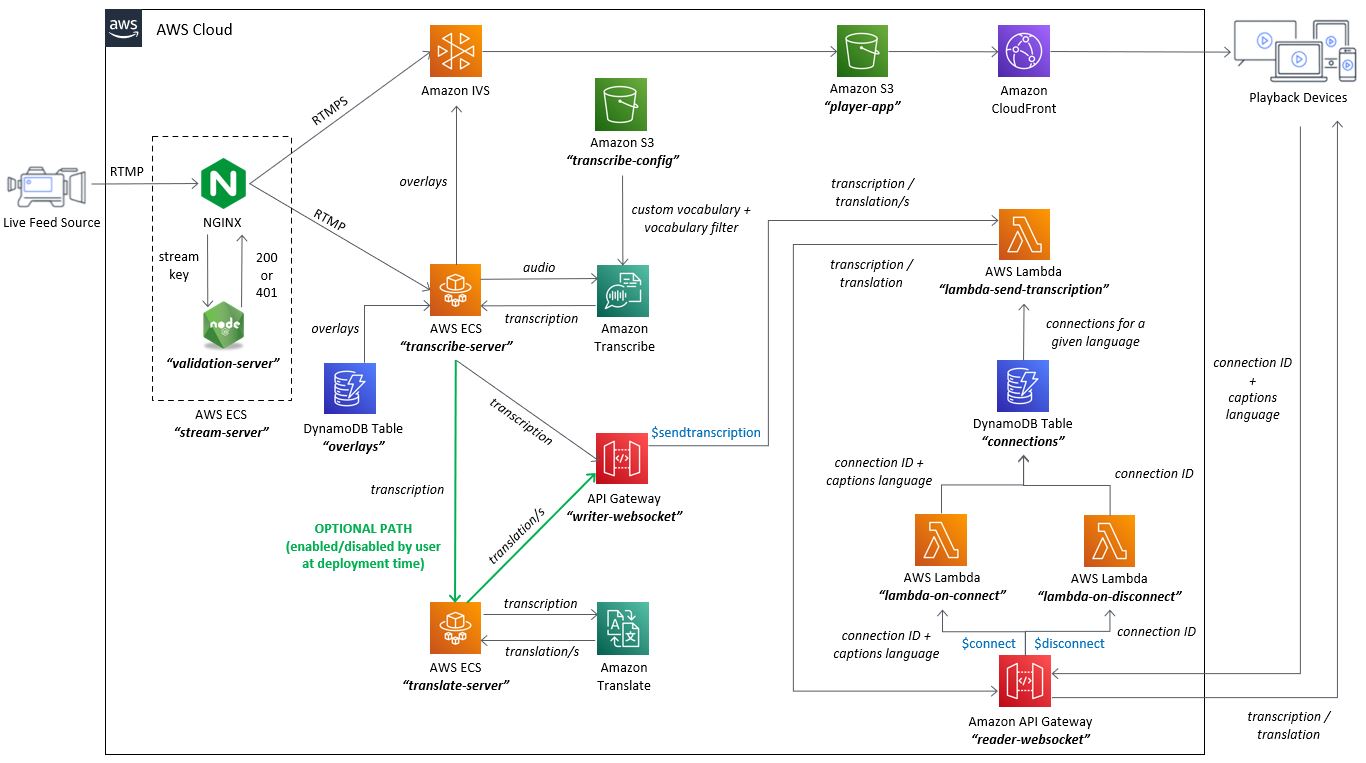 aws
AWS Cloud
Amazon IVS
Amazon S3
“player-app”
Amazon
CloudFront
Playback Devices
RTMPS
Amazon S3
“transcribe-config”
RTMP
Live Feed Source
N
NGINX
overlays
RTMP
custom vocabulary +
vocabulary filter
transcription /
translation/s
stream
key
200
or
401
node
“validation-server”
AWS ECS
“stream-server”
audio
transcription
AWS ECS
“transcribe-server”
Amazon
Transcribe
overlays
DynamoDB Table
“overlays”
transcription /
translation
AWS Lambda
“lambda-send-transcription”
connections for a
given language
DynamoDB Table
“connections”
connection ID
+
captions
language
transcription
$sendtranscription
API Gateway
“writer-websocket”
transcription
OPTIONAL PATH
(enabled/disabled by user
at deployment time)
translation/s
connection ID +
captions language
connection ID
AWS Lambda
“lambda-on-connect”
AWS Lambda
“lambda-on-disconnect”
transcription
translation/s
AWS ECS
“translate-server”
A
文
Amazon
Translate
connection ID +
captions language
$connect
$disconnect
connection ID
Amazon API Gateway
“reader-websocket”
transcription /
translation